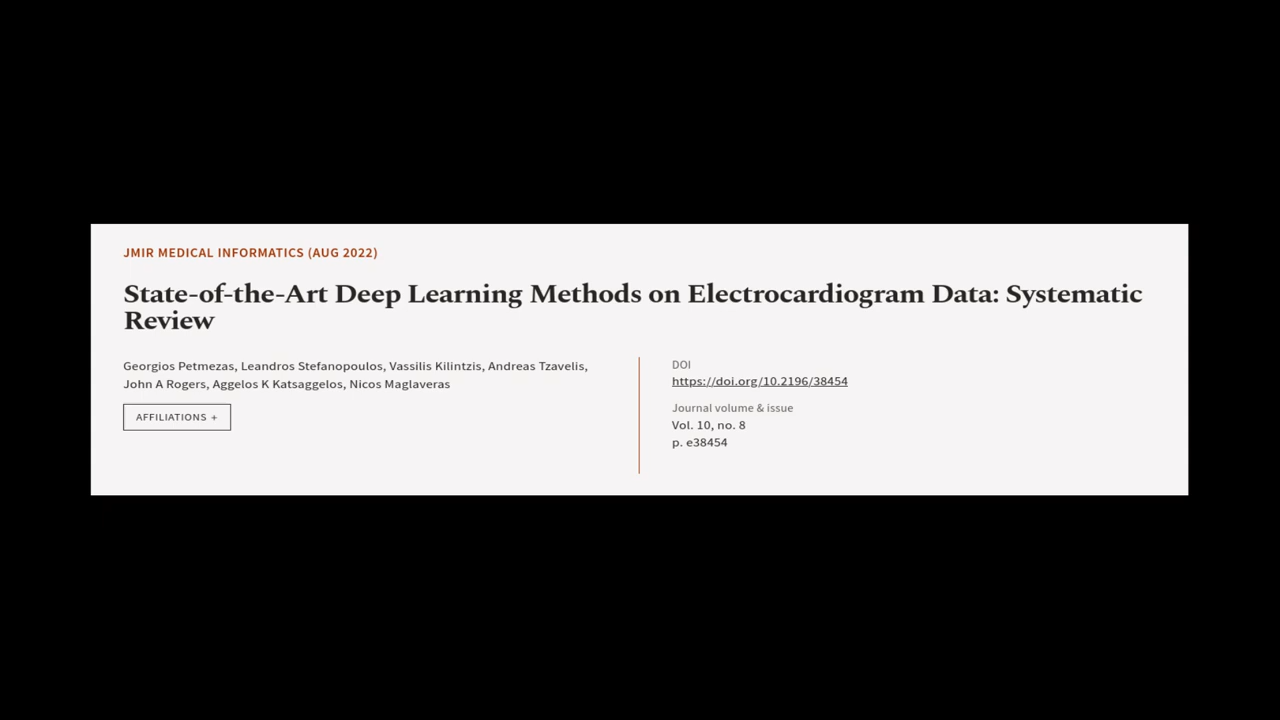 JMIR MEDICAL INFORMATICS (AUG 2022)
State-of-the-Art Deep Learning Methods on Electrocardiogram Data: Systematic
Review
Georgios Petmezas, Leandros Stefanopoulos, Vassilis Kilintzis, Andreas Tzavelis,
John A Rogers, Aggelos K Katsaggelos, Nicos Maglaveras
AFFILIATIONS +
DOI
https://doi.org/10.2196/38454
Journal volume & issue
Vol. 10, no. 8
p. e38454